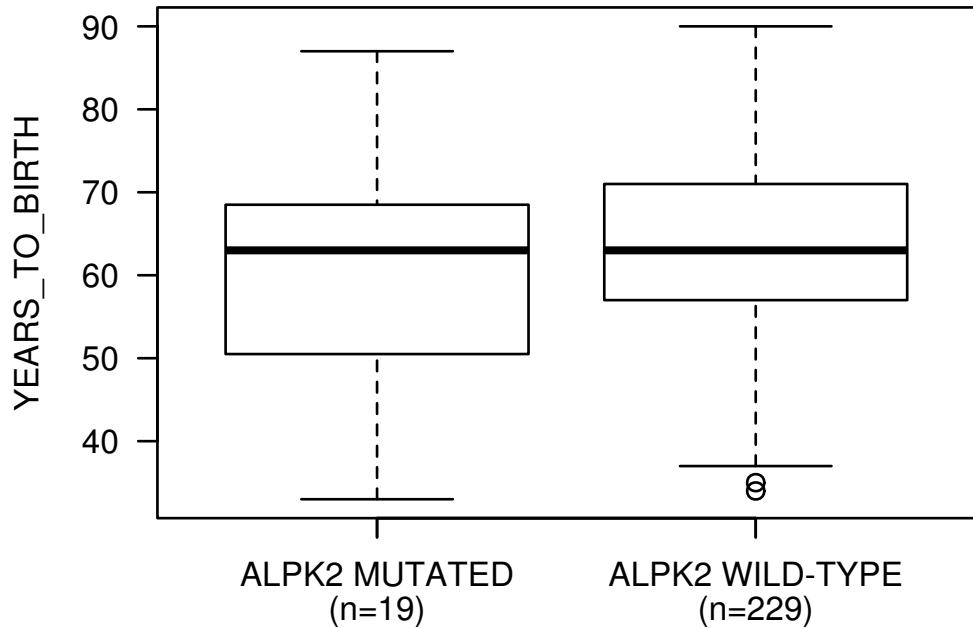 YEARS_TO_BIRTH
90
80
70
60
50
40
ALPK2 MUTATED
(n=19)
ALPK2 WILD-TYPE
(n=229)